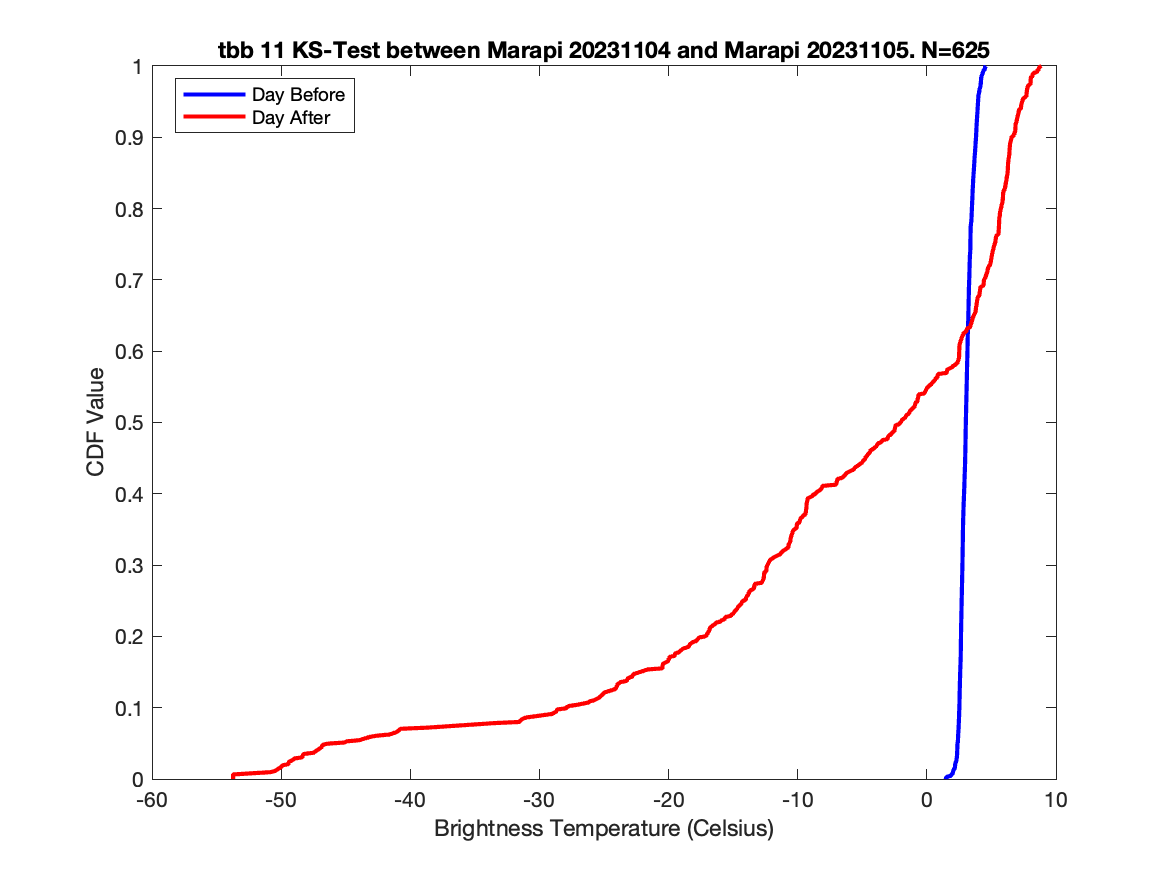 tbb 11 KS-Test between Marapi 20231104 and Marapi 20231105. N=625
Day Before
Day After
1
0.9
0.8
0.7
0.6
0.5
0.4
0.3
0.2
0.1
0
CDF Value
-60 -50 -40 -30 -20 -10 0 10
Brightness Temperature (Celsius)